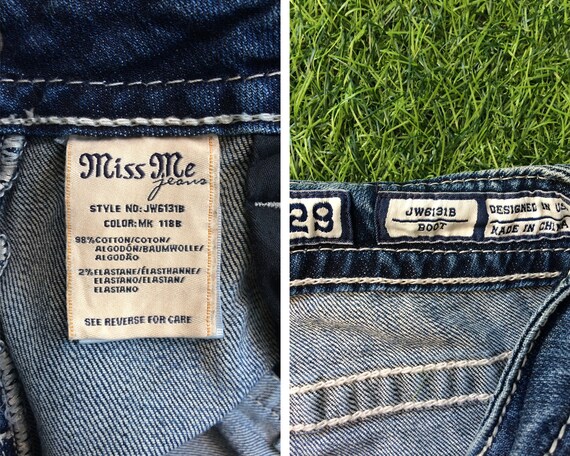 Miss Me
jeans
STYLE NO: JW6131B
COLOR: MK 118B
98% COTTON/COTON/
ALGODÓN/BAUMWOLLE/
ALGODÃO
2% ELASTANE/ÉLASTHANNE/
ELASTANO/ELASTAN/
ELASTANO
SEE REVERSE FOR CARE
29
JW6131B
BOOT
DESIGNED IN U.S.
MADE IN CHINA